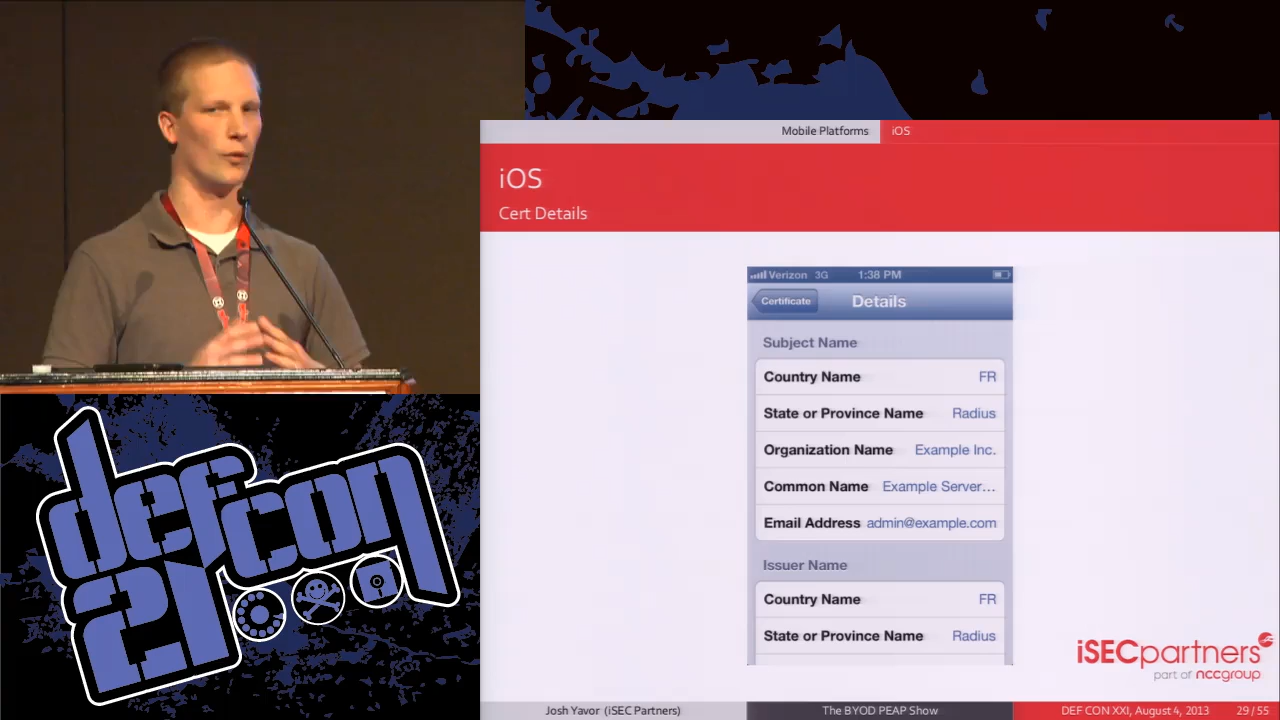 Mobile Platforms iOS
iOS
Cert Details
Verizon 3G 1:38 PM
Certificate Details
Subject Name
Country Name FR
State or Province Name Radius
Organization Name Example Inc.
Common Name Example Server...
Email Address admin@example.com
Issuer Name
Country Name FR
State or Province Name Radius
iSECpartners
part of nccgroup
Josh Yavor (iSEC Partners) The BYOD PEAP Show DEF CON XXI, August 4, 2013 29 / 55
defcon
21